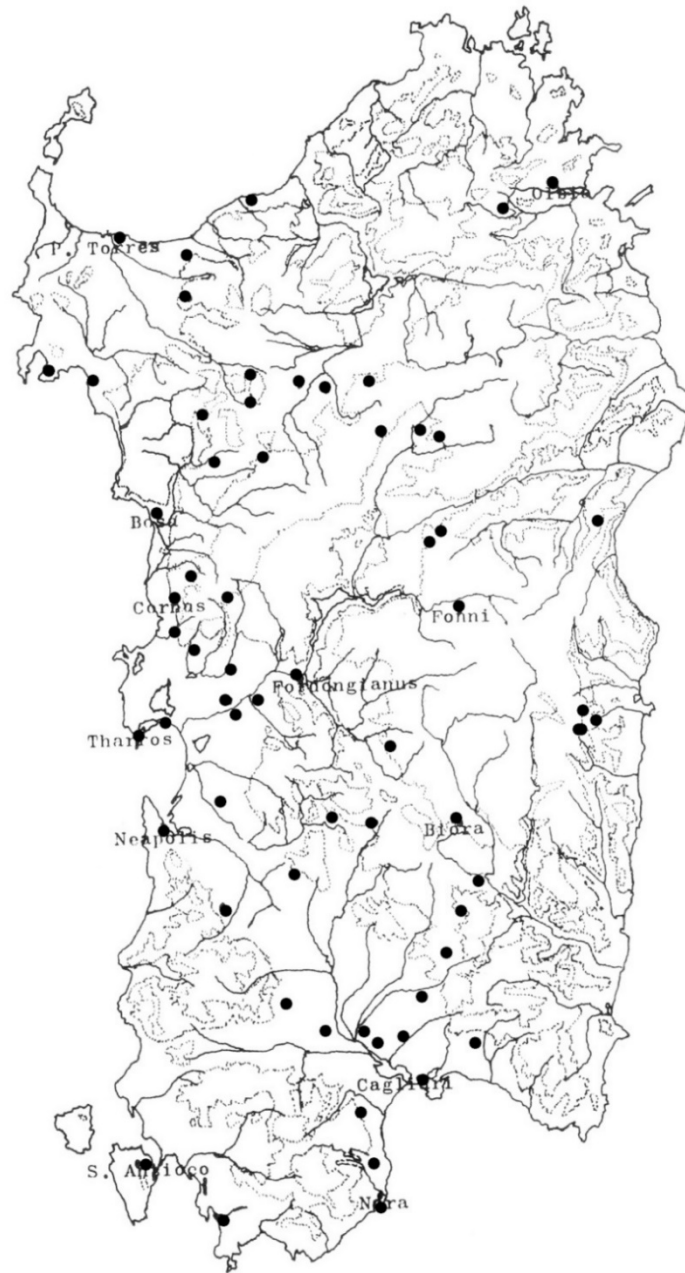 Olbia
P. Torres
Bosa
Cornus
Fonni
Fordongianus
Tharros
Neapolis
Biora
Cagliari
S. Antioco
Nora